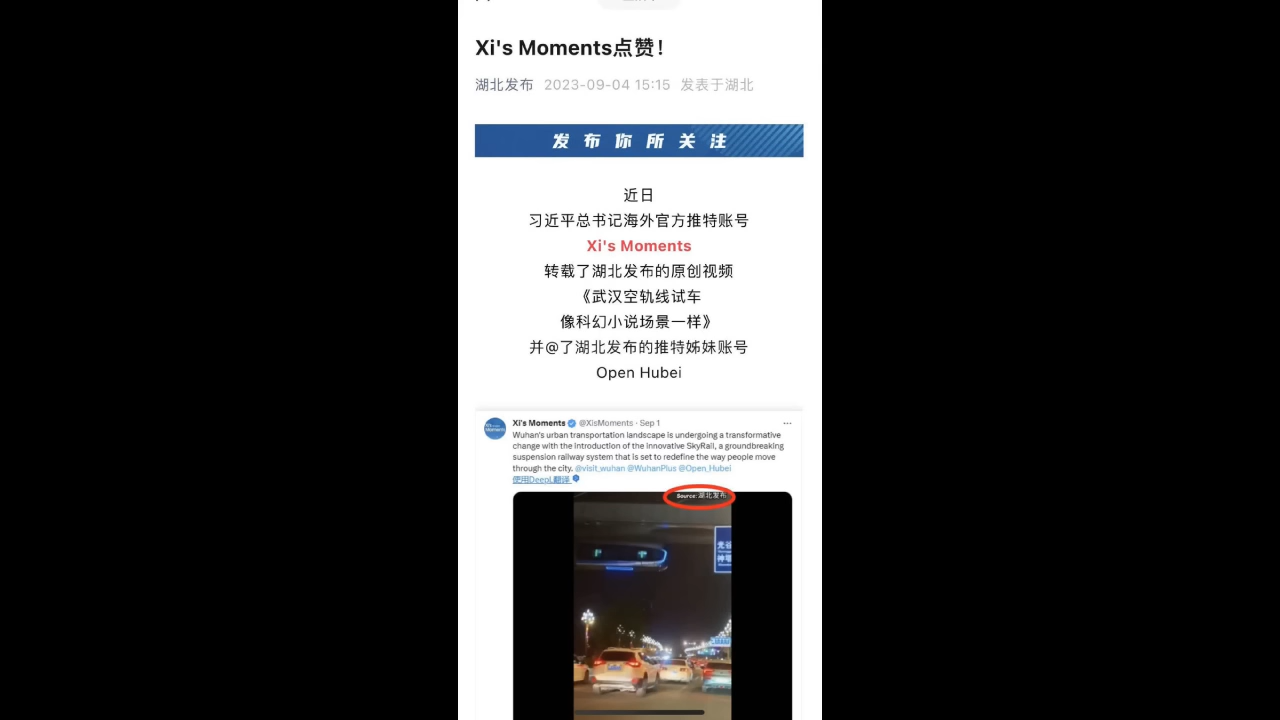 Xi's Moments点赞！
湖北发布 2023-09-04 15:15 发表于湖北
发布你所关注
近日
习近平总书记海外官方推特账号
Xi's Moments
转载了湖北发布的原创视频
《武汉空轨线试车
像科幻小说场景一样》
并@了湖北发布的推特姊妹账号
Open Hubei
Xi's Moments @XisMoments · Sep 1
Wuhan's urban transportation landscape is undergoing a transformative
change with the introduction of the innovative SkyRail, a groundbreaking
suspension railway system that is set to redefine the way people move
through the city. @visit_wuhan @WuhanPlus @Open_Hubei
使用DeepL翻译
Source: 湖北发布